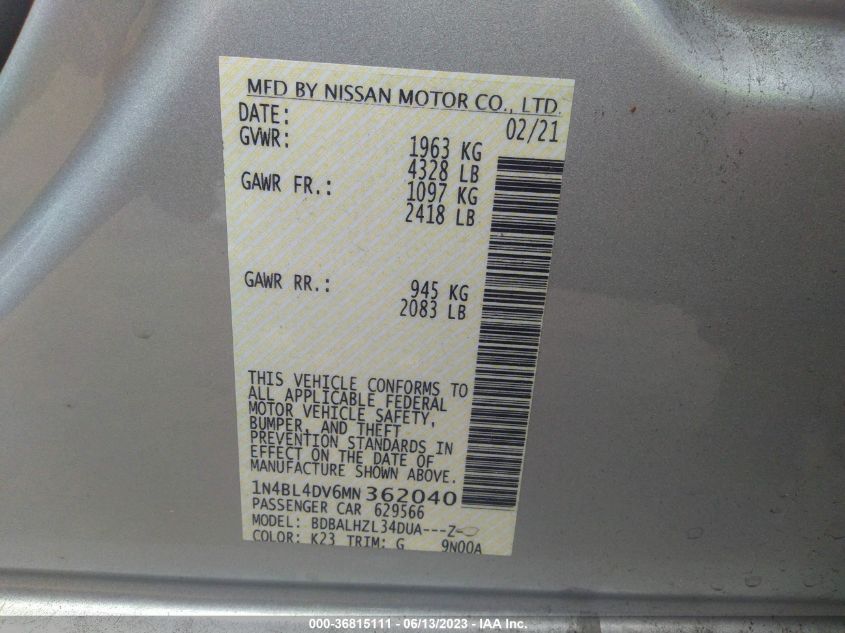 MFD BY NISSAN MOTOR CO., LTD.
DATE: 02/21
GVWR: 1963 KG
4328 LB
GAWR FR.: 1097 KG
2418 LB
GAWR RR.: 945 KG
2083 LB
THIS VEHICLE CONFORMS TO
ALL APPLICABLE FEDERAL
MOTOR VEHICLE SAFETY,
BUMPER, AND THEFT
PREVENTION STANDARDS IN
EFFECT ON THE DATE OF
MANUFACTURE SHOWN ABOVE.
1N4BL4DV6MN362040
PASSENGER CAR 629566
MODEL: BDBALHZL34DUA---Z-
COLOR: K23 TRIM: G 9N00A
000-36815111 - 06/13/2023 - IAA Inc.